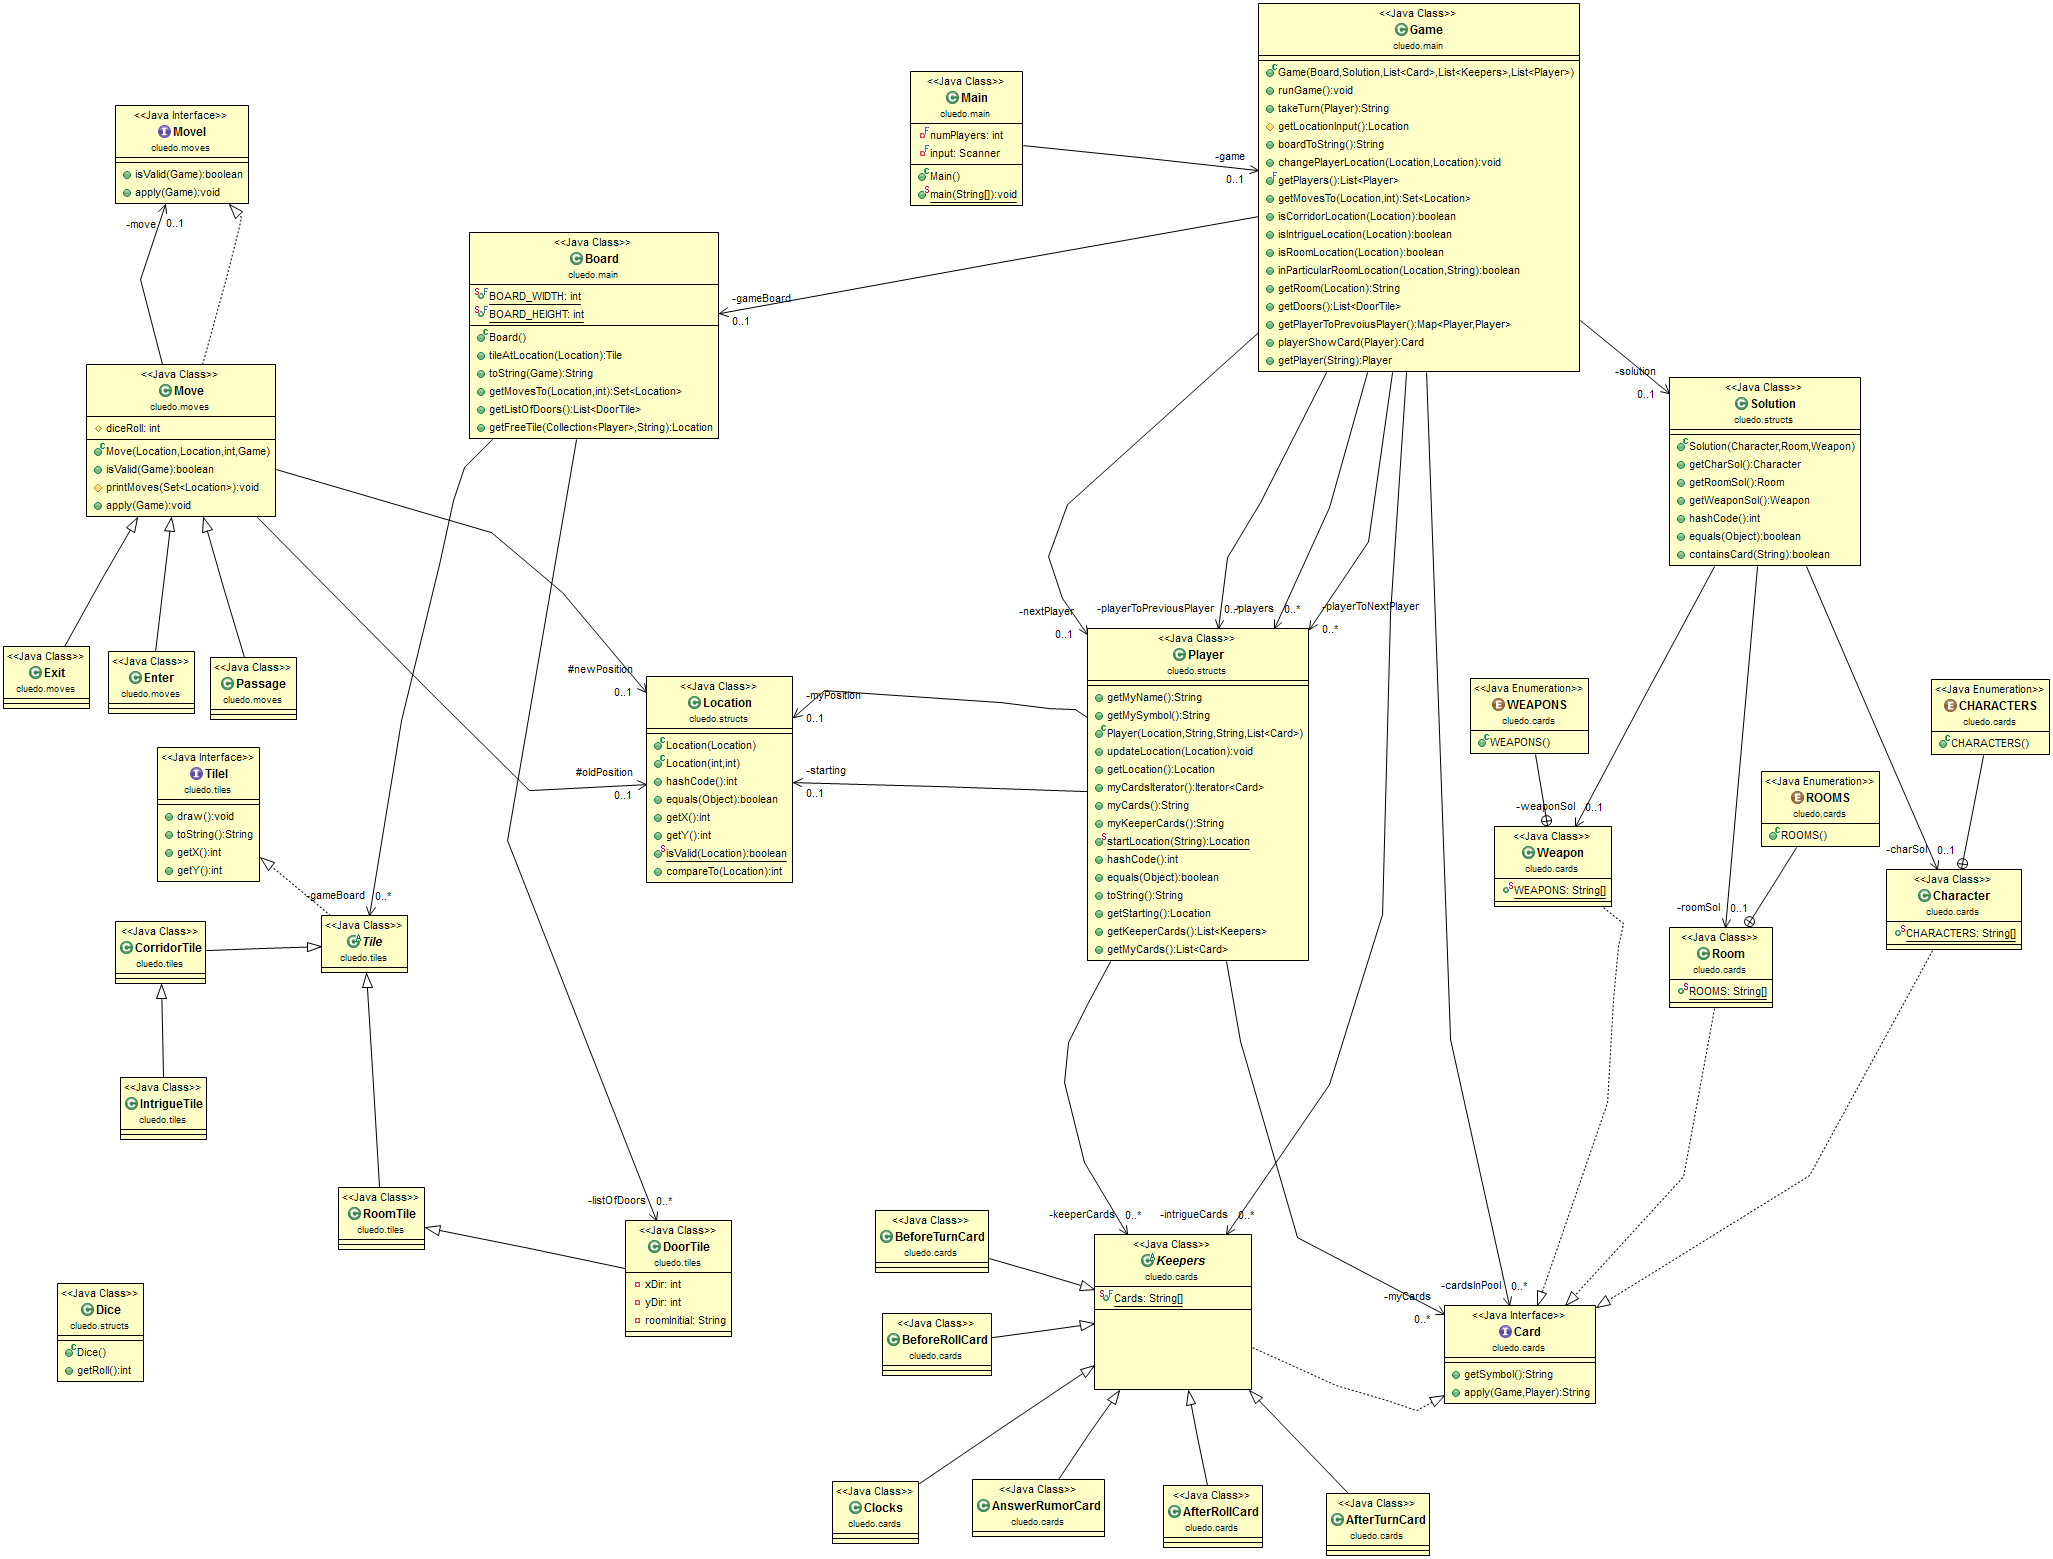 <<Java Class>>
Game
cluedo.main
Game(Board,Solution,List<Card>,List<Keepers>,List<Player>)
runGame():void
takeTurn(Player):String
getLocationInput():Location
boardToString():String
changePlayerLocation(Location,Location):void
getPlayers():List<Player>
getMovesTo(Location,int):Set<Location>
isCorridorLocation(Location):boolean
isIntrigueLocation(Location):boolean
isRoomLocation(Location):boolean
inParticularRoomLocation(Location,String):boolean
getRoom(Location):String
getDoors():List<DoorTile>
getPlayerToPrevoiusPlayer():Map<Player,Player>
playerShowCard(Player):Card
getPlayer(String):Player
<<Java Class>>
Main
cluedo.main
numPlayers: int
input: Scanner
Main()
main(String[]):void
-game
0..1
<<Java Interface>>
MoveI
cluedo.moves
isValid(Game):boolean
apply(Game):void
-move
0..1
<<Java Class>>
Board
cluedo.main
BOARD_WIDTH: int
BOARD_HEIGHT: int
Board()
tileAtLocation(Location):Tile
toString(Game):String
getMovesTo(Location,int):Set<Location>
getListOfDoors():List<DoorTile>
getFreeTile(Collection<Player>,String):Location
-gameBoard
0..1
<<Java Class>>
Move
cluedo.moves
diceRoll: int
Move(Location,Location,int,Game)
isValid(Game):boolean
printMoves(Set<Location>):void
apply(Game):void
-solution
0..1
<<Java Class>>
Solution
cluedo.structs
Solution(Character,Room,Weapon)
getCharSol():Character
getRoomSol():Room
getWeaponSol():Weapon
hashCode():int
equals(Object):boolean
containsCard(String):boolean
<<Java Class>>
Exit
cluedo.moves
<<Java Class>>
Enter
cluedo.moves
<<Java Class>>
Passage
cluedo.moves
#newPosition
0..1
#oldPosition
0..1
<<Java Class>>
Location
cluedo.structs
Location(Location)
Location(int,int)
hashCode():int
equals(Object):boolean
getX():int
getY():int
isValid(Location):boolean
compareTo(Location):int
-myPosition
0..1
-starting
0..1
-nextPlayer
0..1
-playerToPreviousPlayer
-players
0..*
-playerToNextPlayer
0..*
<<Java Class>>
Player
cluedo.structs
getMyName():String
getMySymbol():String
Player(Location,String,String,List<Card>)
updateLocation(Location):void
getLocation():Location
myCardsIterator():Iterator<Card>
myCards():String
myKeeperCards():String
startLocation(String):Location
hashCode():int
equals(Object):boolean
toString():String
getStarting():Location
getKeeperCards():List<Keepers>
getMyCards():List<Card>
<<Java Enumeration>>
WEAPONS
cluedo.cards
WEAPONS()
<<Java Enumeration>>
CHARACTERS
cluedo.cards
CHARACTERS()
<<Java Enumeration>>
ROOMS
cluedo.cards
ROOMS()
-weaponSol
0..1
<<Java Class>>
Weapon
cluedo.cards
WEAPONS: String[]
-charSol
0..1
<<Java Class>>
Character
cluedo.cards
CHARACTERS: String[]
-roomSol
0..1
<<Java Class>>
Room
cluedo.cards
ROOMS: String[]
<<Java Interface>>
TileI
cluedo.tiles
draw():void
toString():String
getX():int
getY():int
-gameBoard
0..*
<<Java Class>>
CorridorTile
cluedo.tiles
<<Java Class>>
Tile
cluedo.tiles
<<Java Class>>
IntrigueTile
cluedo.tiles
<<Java Class>>
RoomTile
cluedo.tiles
-listOfDoors
0..*
<<Java Class>>
DoorTile
cluedo.tiles
xDir: int
yDir: int
roomInitial: String
<<Java Class>>
Dice
cluedo.structs
Dice()
getRoll():int
-keeperCards
0..*
-intrigueCards
0..*
<<Java Class>>
BeforeTurnCard
cluedo.cards
<<Java Class>>
Keepers
cluedo.cards
Cards: String[]
<<Java Class>>
BeforeRollCard
cluedo.cards
-cardsInPool
0..*
-myCards
0..*
<<Java Interface>>
Card
cluedo.cards
getSymbol():String
apply(Game,Player):String
<<Java Class>>
Clocks
cluedo.cards
<<Java Class>>
AnswerRumorCard
cluedo.cards
<<Java Class>>
AfterRollCard
cluedo.cards
<<Java Class>>
AfterTurnCard
cluedo.cards